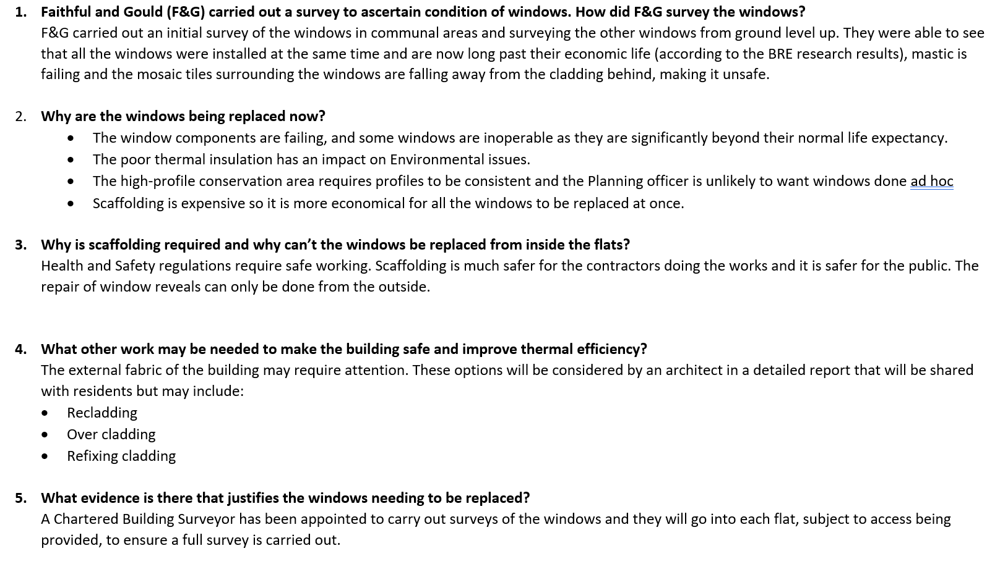 1. Faithful and Gould (F&G) carried out a survey to ascertain condition of windows. How did F&G survey the windows?
F&G carried out an initial survey of the windows in communal areas and surveying the other windows from ground level up. They were able to see
that all the windows were installed at the same time and are now long past their economic life (according to the BRE research results), mastic is
failing and the mosaic tiles surrounding the windows are falling away from the cladding behind, making it unsafe.
2. Why are the windows being replaced now?
• The window components are failing, and some windows are inoperable as they are significantly beyond their normal life expectancy.
• The poor thermal insulation has an impact on Environmental issues.
• The high-profile conservation area requires profiles to be consistent and the Planning officer is unlikely to want windows done ad hoc
• Scaffolding is expensive so it is more economical for all the windows to be replaced at once.
3. Why is scaffolding required and why can’t the windows be replaced from inside the flats?
Health and Safety regulations require safe working. Scaffolding is much safer for the contractors doing the works and it is safer for the public. The
repair of window reveals can only be done from the outside.
4. What other work may be needed to make the building safe and improve thermal efficiency?
The external fabric of the building may require attention. These options will be considered by an architect in a detailed report that will be shared
with residents but may include:
• Recladding
• Over cladding
• Refixing cladding
5. What evidence is there that justifies the windows needing to be replaced?
A Chartered Building Surveyor has been appointed to carry out surveys of the windows and they will go into each flat, subject to access being
provided, to ensure a full survey is carried out.